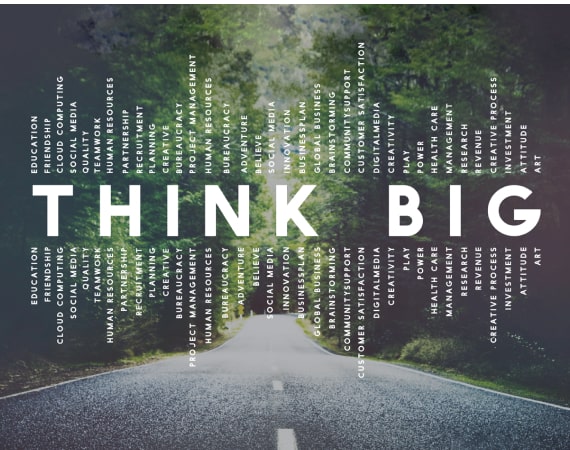 EDUCATION
FRIENDSHIP
CLOUD COMPUTING
SOCIAL MEDIA
QUALITY
TEAMWORK
HUMAN RESOURCES
PARTNERSHIP
RECRUITMENT
PLANNING
CREATIVE
BUREAUCRACY
PROJECT MANAGEMENT
HUMAN RESOURCES
BUREAUCRACY
ADVENTURE
BELIEVE
SOCIAL MEDIA
INNOVATION
BUSINESSPLAN
GLOBAL BUSINESS
BRAINSTORMING
COMMUNITYSUPPORT
CUSTOMER SATISFACTION
DIGITALMEDIA
CREATIVITY
PLAY
POWER
HEALTH CARE
MANAGEMENT
RESEARCH
REVENUE
CREATIVE PROCESS
INVESTMENT
ATTITUDE
ART
THINK BIG
EDUCATION
FRIENDSHIP
CLOUD COMPUTING
SOCIAL MEDIA
QUALITY
TEAMWORK
HUMAN RESOURCES
PARTNERSHIP
RECRUITMENT
PLANNING
CREATIVE
BUREAUCRACY
PROJECT MANAGEMENT
HUMAN RESOURCES
BUREAUCRACY
ADVENTURE
BELIEVE
SOCIAL MEDIA
INNOVATION
BUSINESSPLAN
GLOBAL BUSINESS
BRAINSTORMING
COMMUNITYSUPPORT
CUSTOMER SATISFACTION
DIGITALMEDIA
CREATIVITY
PLAY
POWER
HEALTH CARE
MANAGEMENT
RESEARCH
REVENUE
CREATIVE PROCESS
INVESTMENT
ATTITUDE
ART